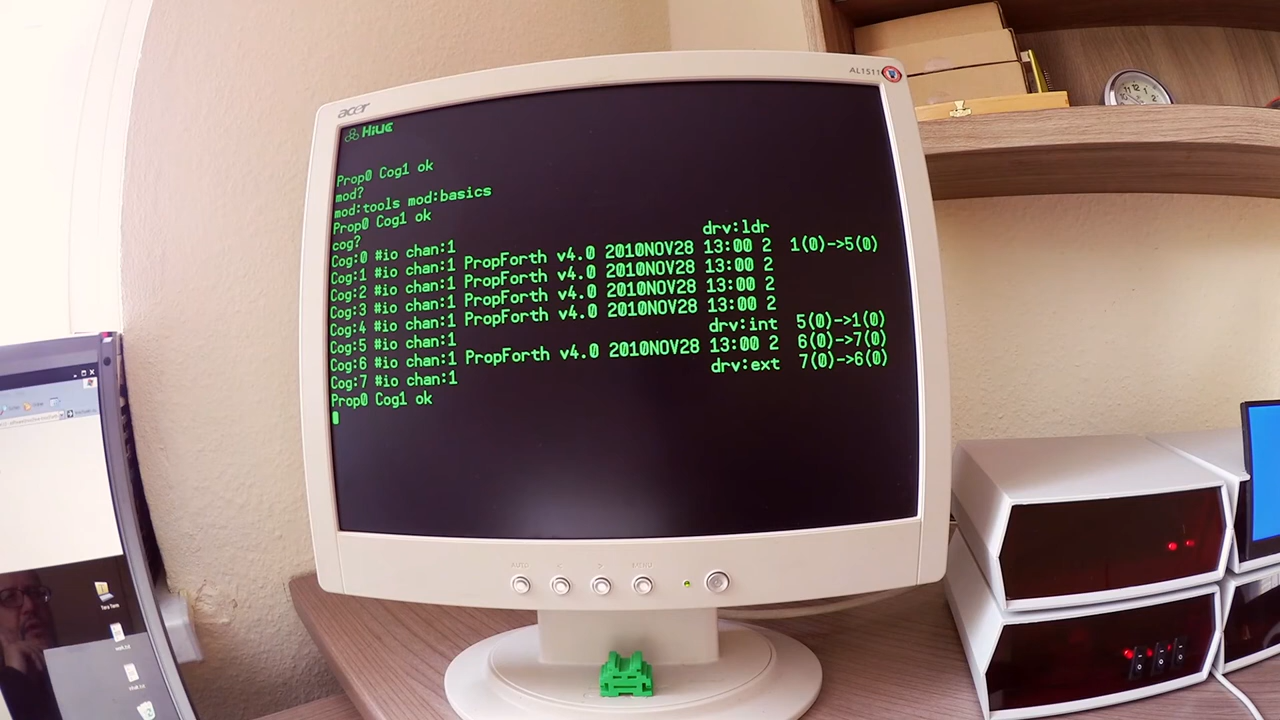 acer
AL1511
Hive
Prop0 Cog1 ok
mod?
mod:tools mod:basics
Prop0 Cog1 ok
cog?
Cog:0 #io chan:1 drv:ldr
Cog:1 #io chan:1 PropForth v4.0 2010NOV28 13:00 2 1(0)->5(0)
Cog:2 #io chan:1 PropForth v4.0 2010NOV28 13:00 2
Cog:3 #io chan:1 PropForth v4.0 2010NOV28 13:00 2
Cog:4 #io chan:1 PropForth v4.0 2010NOV28 13:00 2
Cog:5 #io chan:1 drv:int 5(0)->1(0)
Cog:6 #io chan:1 PropForth v4.0 2010NOV28 13:00 2 6(0)->7(0)
Cog:7 #io chan:1 drv:ext 7(0)->6(0)
Prop0 Cog1 ok
AUTO < > MENU
Tera Term